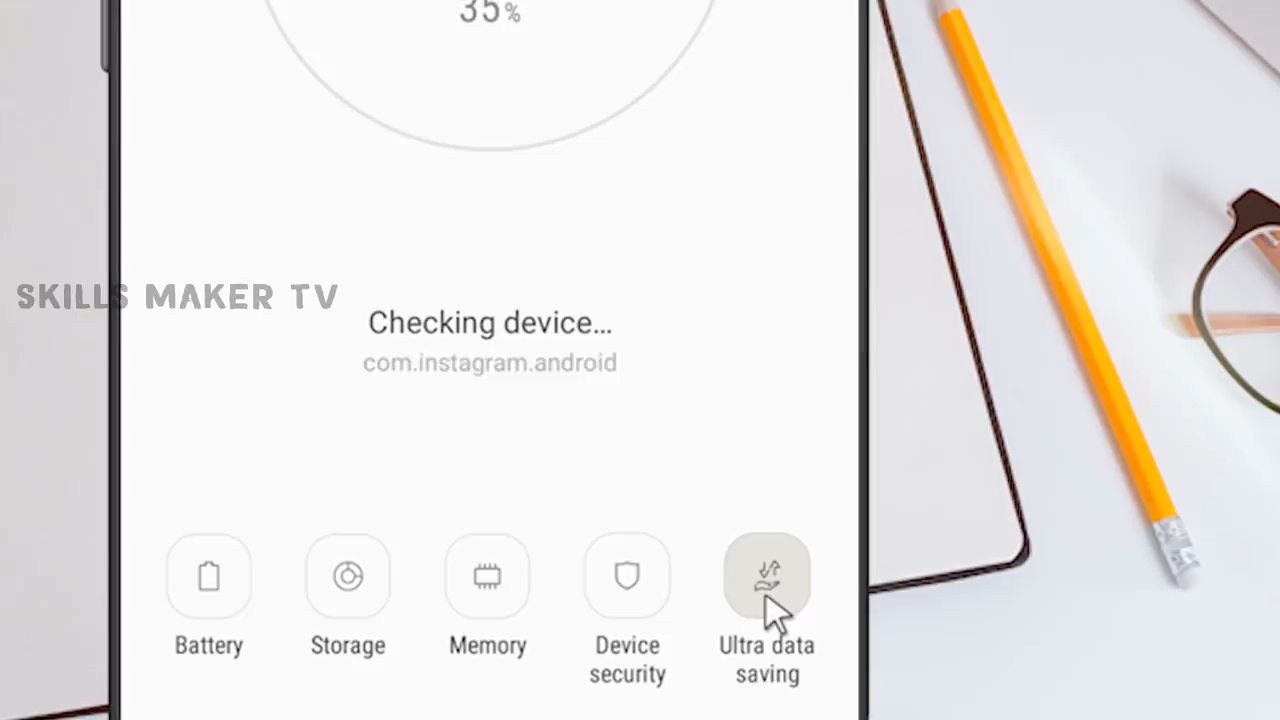 35%
SKILLS MAKER TV
Checking device...
com.instagram.android
Battery
Storage
Memory
Device
security
Ultra data
saving